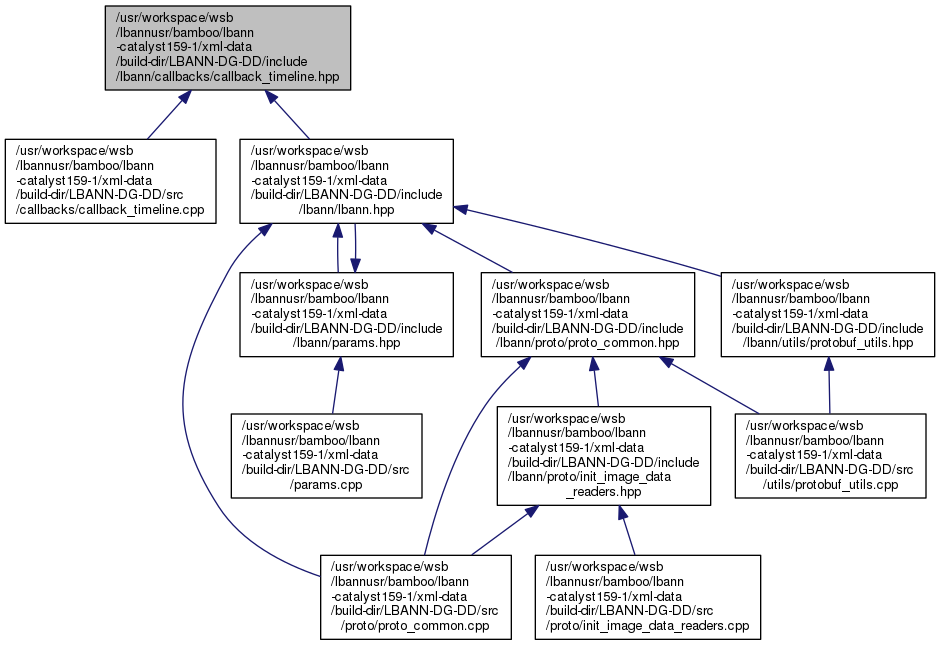 /usr/workspace/wsb
/lbannusr/bamboo/lbann
-catalyst159-1/xml-data
/build-dir/LBANN-DG-DD/include
/lbann/callbacks/callback_timeline.hpp
/usr/workspace/wsb
/lbannusr/bamboo/lbann
-catalyst159-1/xml-data
/build-dir/LBANN-DG-DD/src
/callbacks/callback_timeline.cpp
/usr/workspace/wsb
/lbannusr/bamboo/lbann
-catalyst159-1/xml-data
/build-dir/LBANN-DG-DD/include
/lbann/lbann.hpp
/usr/workspace/wsb
/lbannusr/bamboo/lbann
-catalyst159-1/xml-data
/build-dir/LBANN-DG-DD/include
/lbann/params.hpp
/usr/workspace/wsb
/lbannusr/bamboo/lbann
-catalyst159-1/xml-data
/build-dir/LBANN-DG-DD/include
/lbann/proto/proto_common.hpp
/usr/workspace/wsb
/lbannusr/bamboo/lbann
-catalyst159-1/xml-data
/build-dir/LBANN-DG-DD/include
/lbann/utils/protobuf_utils.hpp
/usr/workspace/wsb
/lbannusr/bamboo/lbann
-catalyst159-1/xml-data
/build-dir/LBANN-DG-DD/src
/params.cpp
/usr/workspace/wsb
/lbannusr/bamboo/lbann
-catalyst159-1/xml-data
/build-dir/LBANN-DG-DD/include
/lbann/proto/init_image_data
_readers.hpp
/usr/workspace/wsb
/lbannusr/bamboo/lbann
-catalyst159-1/xml-data
/build-dir/LBANN-DG-DD/src
/utils/protobuf_utils.cpp
/usr/workspace/wsb
/lbannusr/bamboo/lbann
-catalyst159-1/xml-data
/build-dir/LBANN-DG-DD/src
/proto/proto_common.cpp
/usr/workspace/wsb
/lbannusr/bamboo/lbann
-catalyst159-1/xml-data
/build-dir/LBANN-DG-DD/src
/proto/init_image_data_readers.cpp